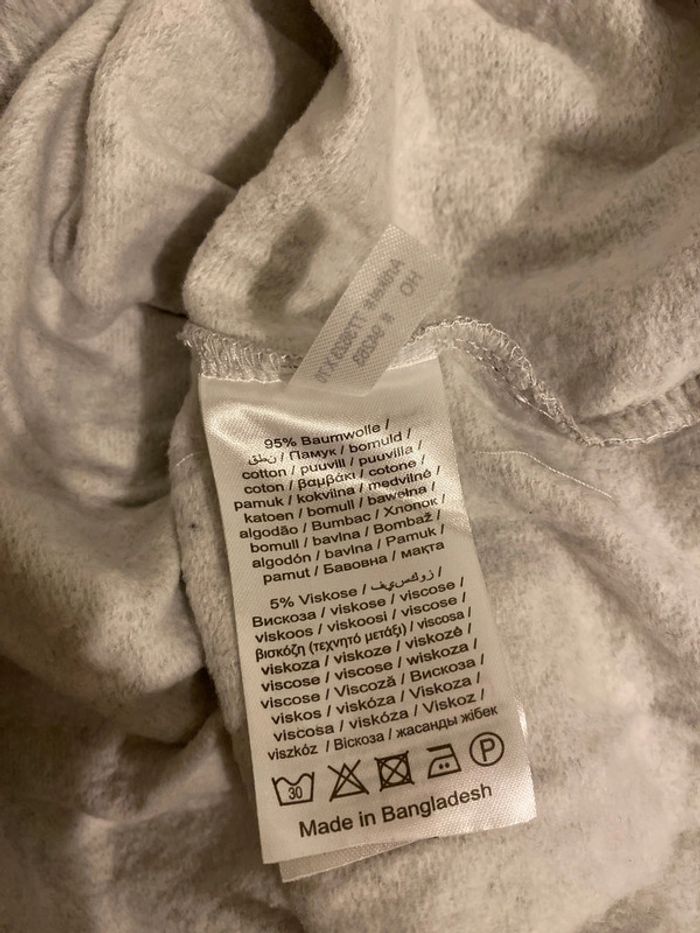 HO
95% Baumwolle /
قطن / Памук / bomuld /
cotton / puuvill / puuvilla /
coton / βαμβάκι / cotone /
pamuk / kokvilna / medvilnė /
katoen / bomull / bawełna /
algodão / Bumbac / Хлопок /
bomull / bavlna / Bombaž /
algodón / bavlna / Pamuk /
pamut / Бавовна / мақта
5% Viskose / فيسكوز /
Вискоза / viskose / viscose /
viskoos / viskoosi / viscose /
βισκόζη (τεχνητό μετάξι) / viscosa /
viskoza / viskoze / viskozė /
viscose / viscose / wiskoza /
viscose / Viscoză / Вискоза /
viskos / viskóza / Viskoza /
viscosa / viskóza / Viskoz /
viszkóz / Віскоза / жасанды жібек
30 P
Made in Bangladesh